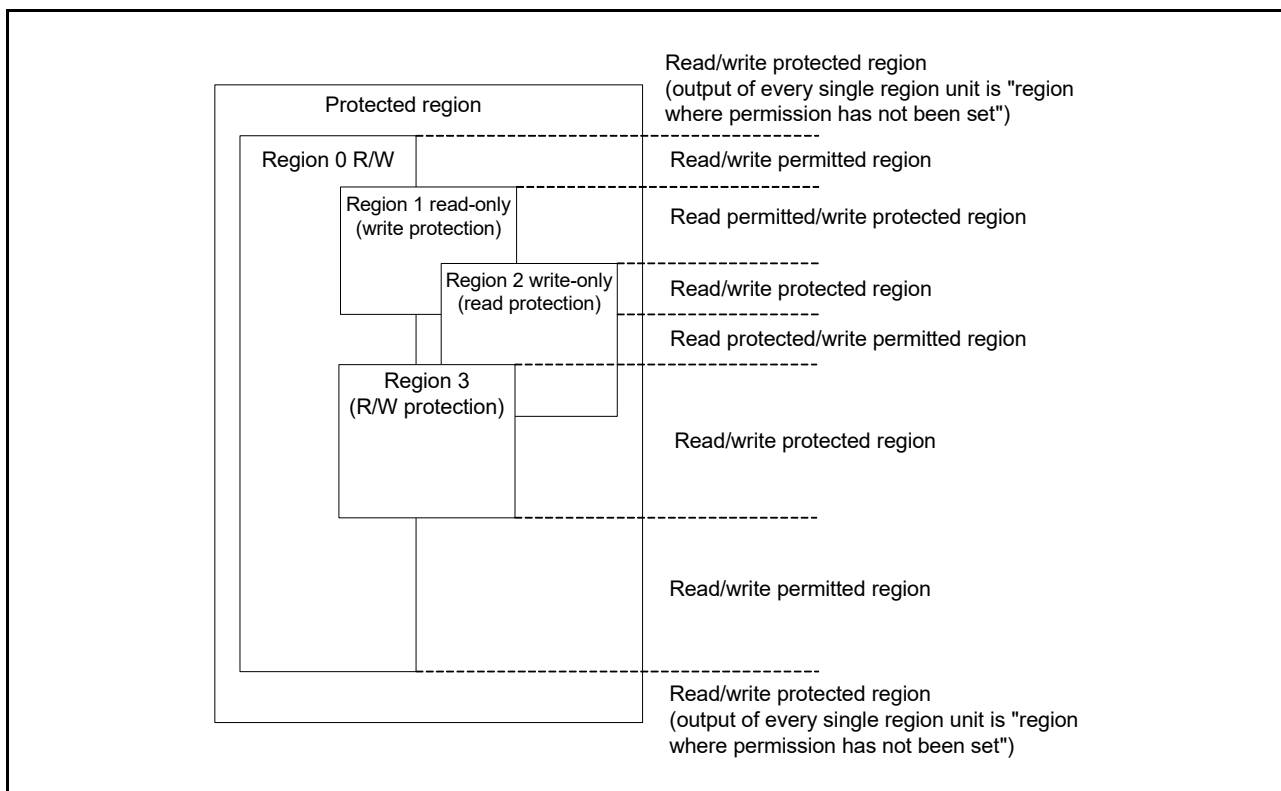 Read/write protected region
(output of every single region unit is "region
where permission has not been set")
Protected region
Region 0 R/W
Read/write permitted region
Region 1 read-only
(write protection)
Read permitted/write protected region
Region 2 write-only
(read protection)
Read/write protected region
Read protected/write permitted region
Region 3
(R/W protection)
Read/write protected region
Read/write permitted region
Read/write protected region
(output of every single region unit is "region
where permission has not been set")